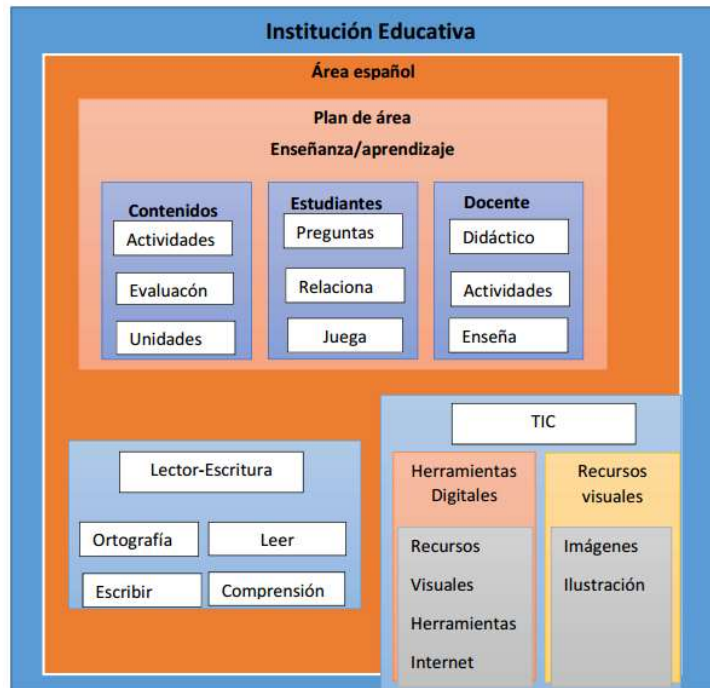 Institución Educativa
Área español
Plan de área
Enseñanza/aprendizaje
Contenidos
Actividades
Evaluacón
Unidades
Estudiantes
Preguntas
Relaciona
Juega
Docente
Didáctico
Actividades
Enseña
Lector-Escritura
Ortografía
Leer
Escribir
Comprensión
TIC
Herramientas
Digitales
Recursos
Visuales
Herramientas
Internet
Recursos
visuales
Imágenes
Ilustración